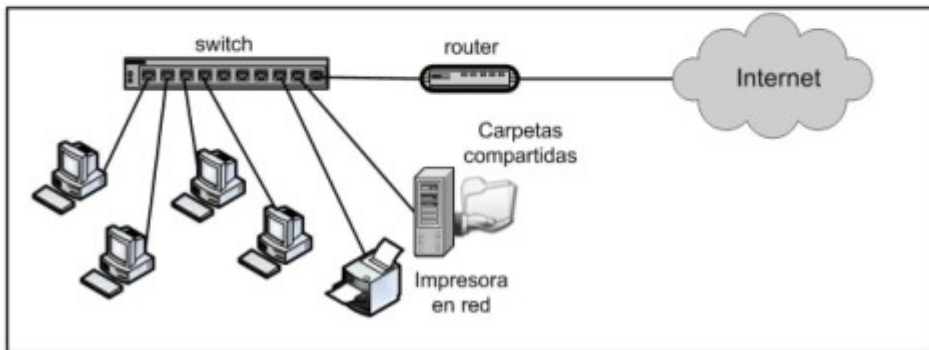 switch
router
Internet
Carpetas
compartidas
Impresora
en red